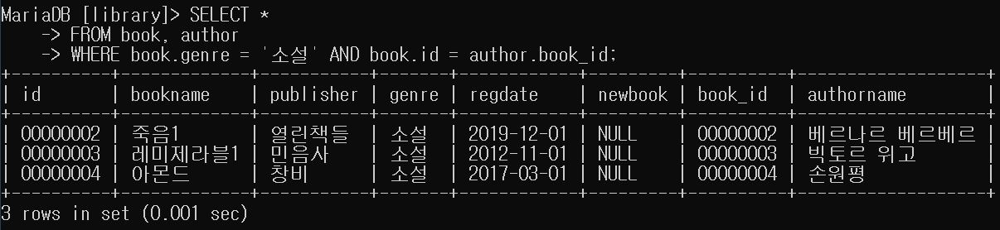 MariaDB [library]> SELECT *
    -> FROM book, author
    -> WHERE book.genre = '소설' AND book.id = author.book_id;
+----------+-------------+-----------+-------+------------+---------+----------+-------------------+
| id       | bookname    | publisher | genre | regdate    | newbook | book_id  | authorname        |
+----------+-------------+-----------+-------+------------+---------+----------+-------------------+
| 00000002 | 죽음1       | 열린책들  | 소설  | 2019-12-01 | NULL    | 00000002 | 베르나르 베르베르 |
| 00000003 | 레미제라블1 | 민음사    | 소설  | 2012-11-01 | NULL    | 00000003 | 빅토르 위고       |
| 00000004 | 아몬드      | 창비      | 소설  | 2017-03-01 | NULL    | 00000004 | 손원평            |
+----------+-------------+-----------+-------+------------+---------+----------+-------------------+
3 rows in set (0.001 sec)